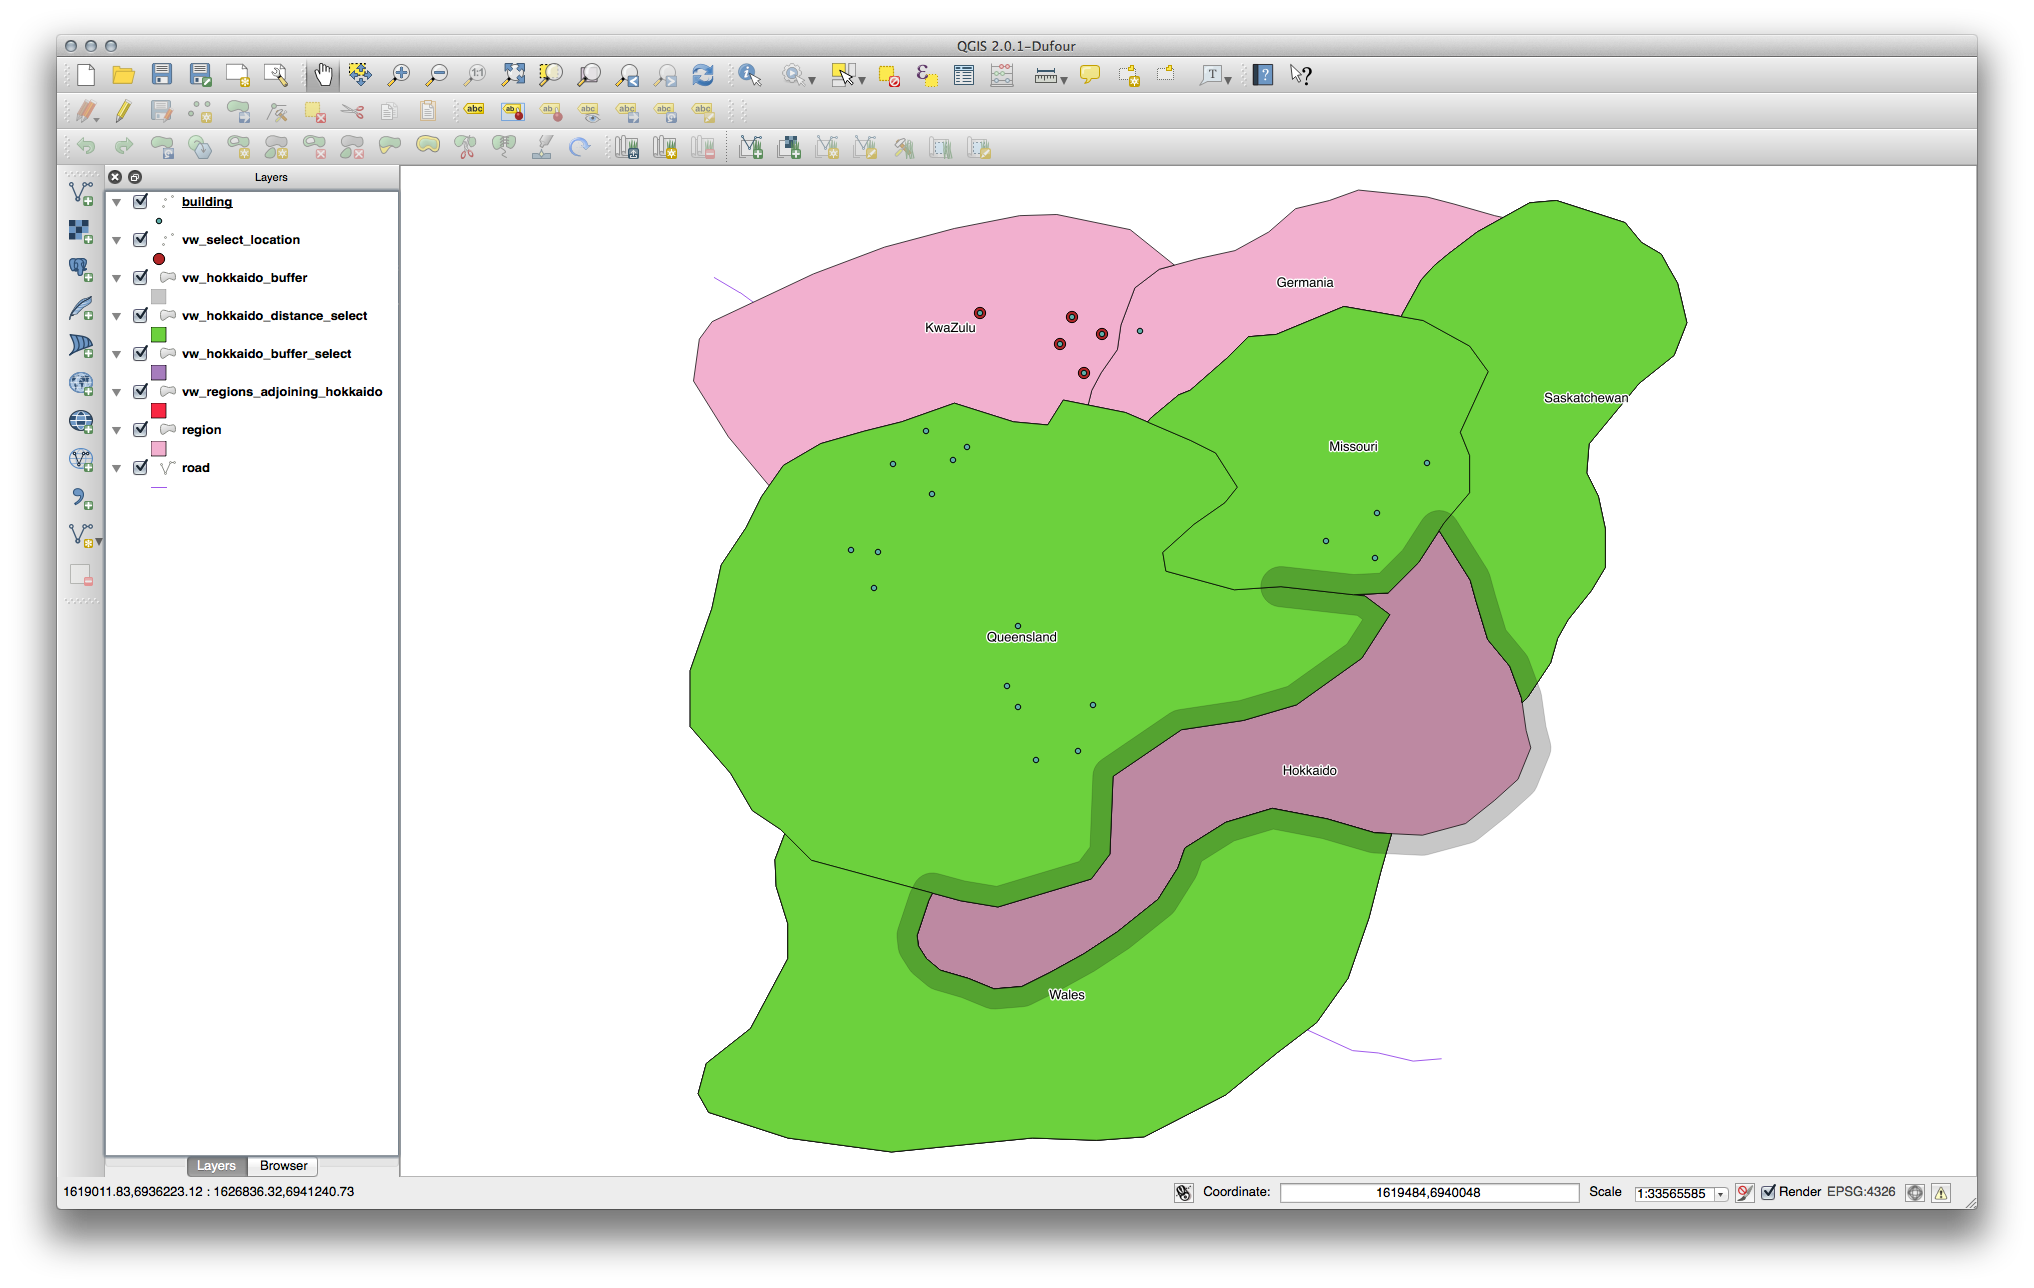 QGIS 2.0.1-Dufour
Layers
building
vw_select_location
vw_hokkaido_buffer
vw_hokkaido_distance_select
vw_hokkaido_buffer_select
vw_regions_adjoining_hokkaido
region
road
Germania
KwaZulu
Saskatchewan
Missouri
Queensland
Hokkaido
Wales
Layers Browser
1619011.83,6936223.12 : 1626836.32,6941240.73 Coordinate: 1619484,6940048 Scale 1:33565585 Render EPSG:4326